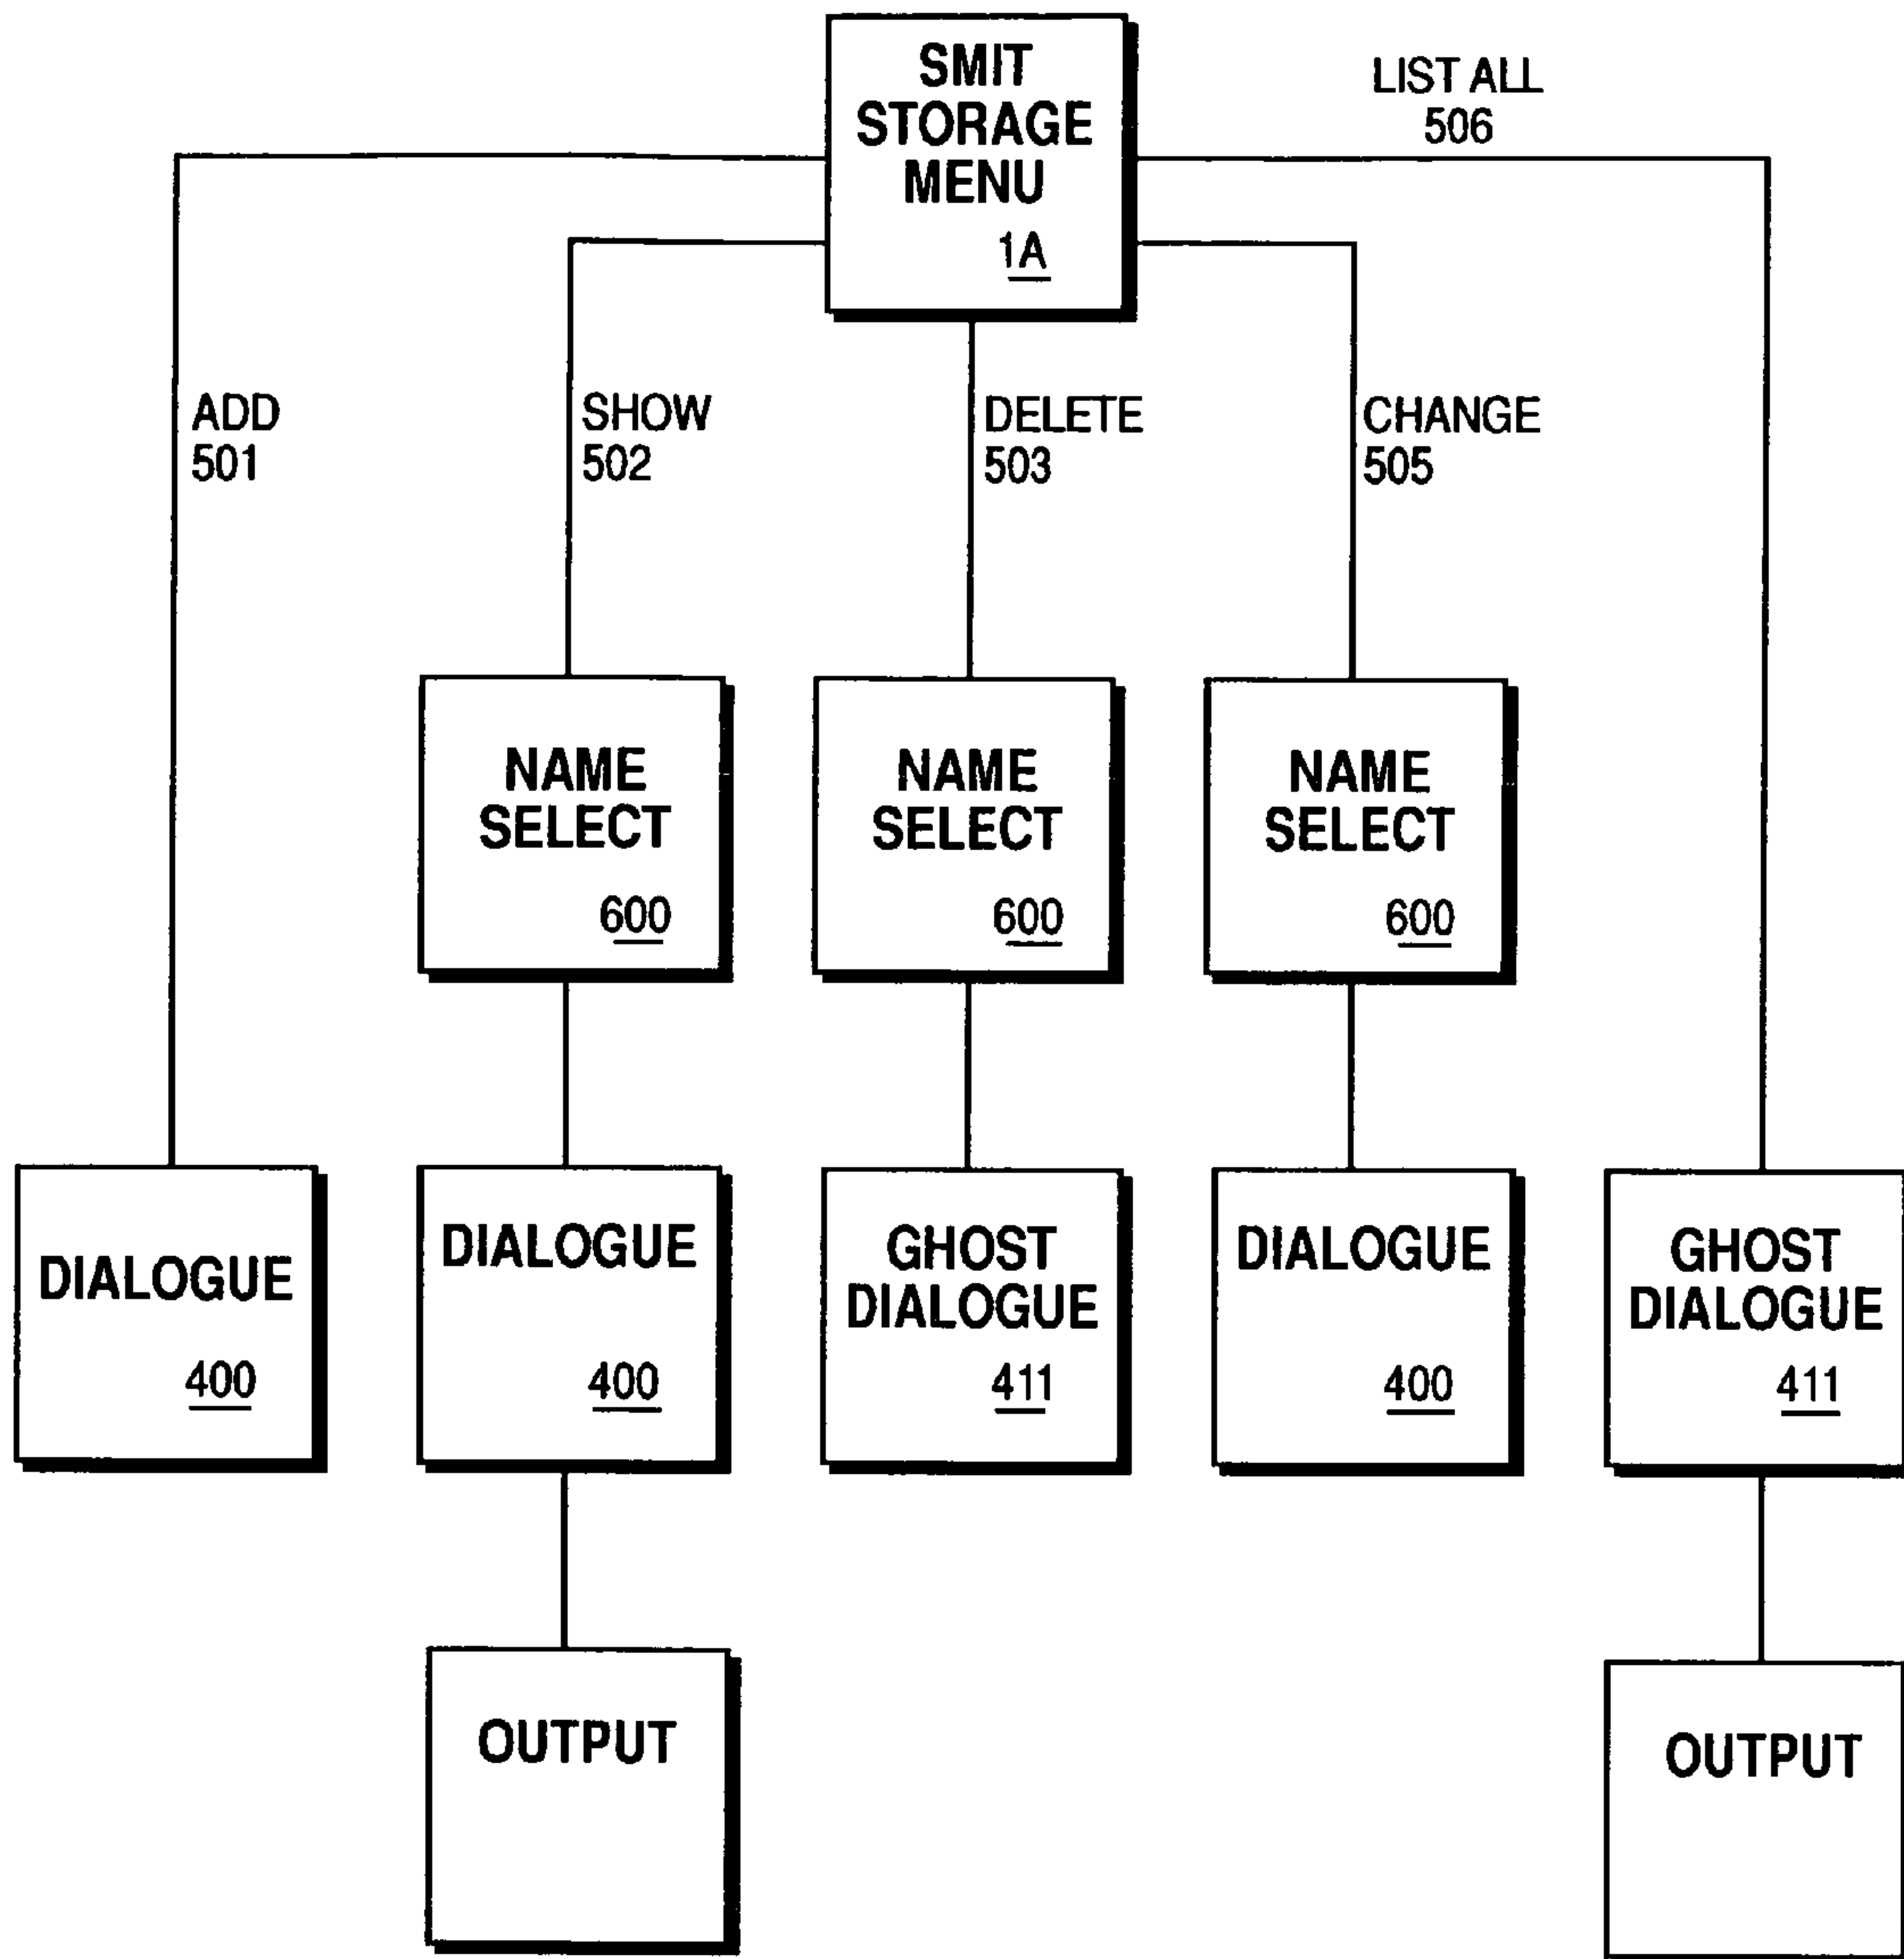 SMIT
STORAGE
MENU
1A
LIST ALL
506
ADD
501
SHOW
502
DELETE
503
CHANGE
505
NAME
SELECT
600
NAME
SELECT
600
NAME
SELECT
600
DIALOGUE
400
DIALOGUE
400
GHOST
DIALOGUE
411
DIALOGUE
400
GHOST
DIALOGUE
411
OUTPUT
OUTPUT